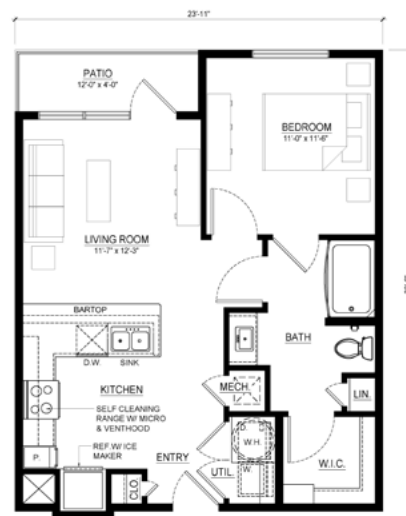 23'-11"
PATIO
12'-0" x 4'-0"
BEDROOM
11'-0" x 11'-6"
LIVING ROOM
11'-7" x 12'-3"
BARTOP
D.W.
SINK
BATH
KITCHEN
MECH.
LIN.
SELF CLEANING
RANGE W/ MICRO
& VENTHOOD
REF.W/ ICE
MAKER
P.
ENTRY
D.
W.H.
W.
UTIL.
W.I.C.
CLO.